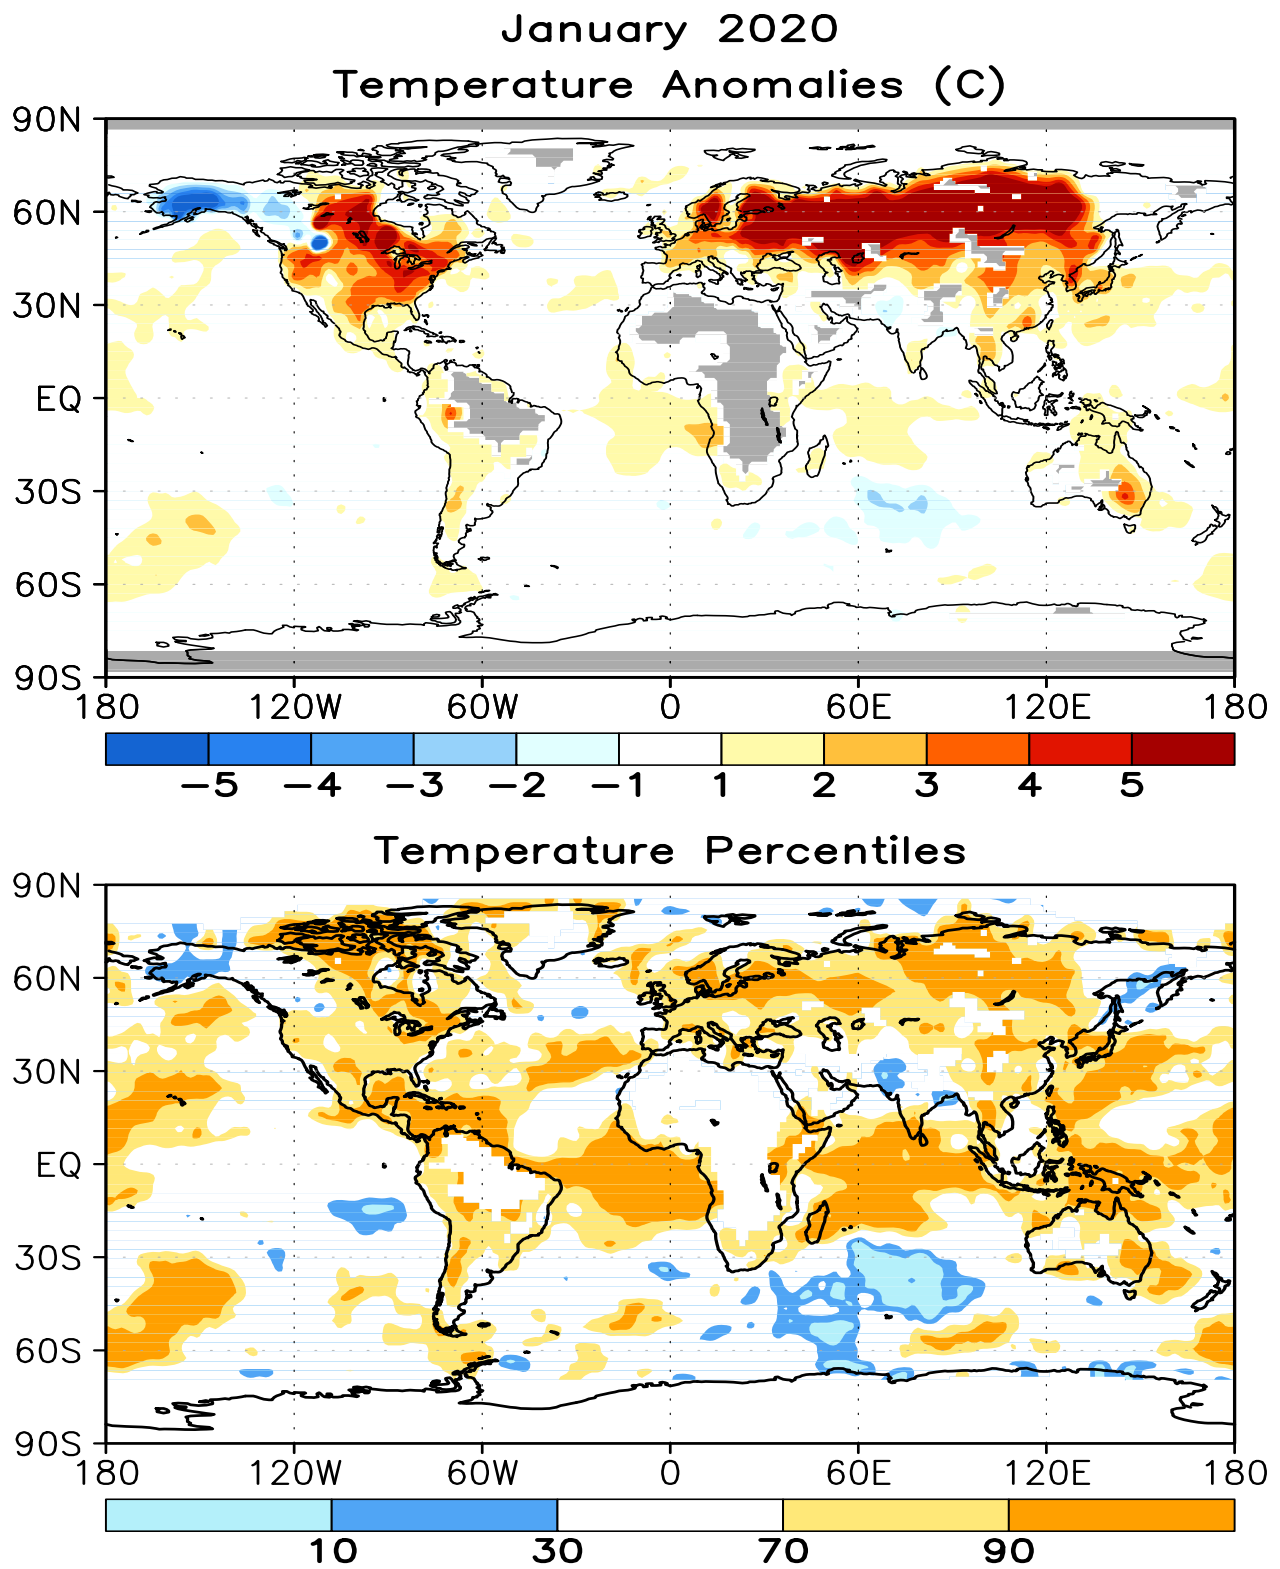 January 2020
Temperature Anomalies (C)
90N
60N
30N
EQ
30S
60S
90S
180 120W 60W 0 60E 120E 180
−5 −4 −3 −2 −1 1 2 3 4 5
Temperature Percentiles
90N
60N
30N
EQ
30S
60S
90S
180 120W 60W 0 60E 120E 180
10 30 70 90